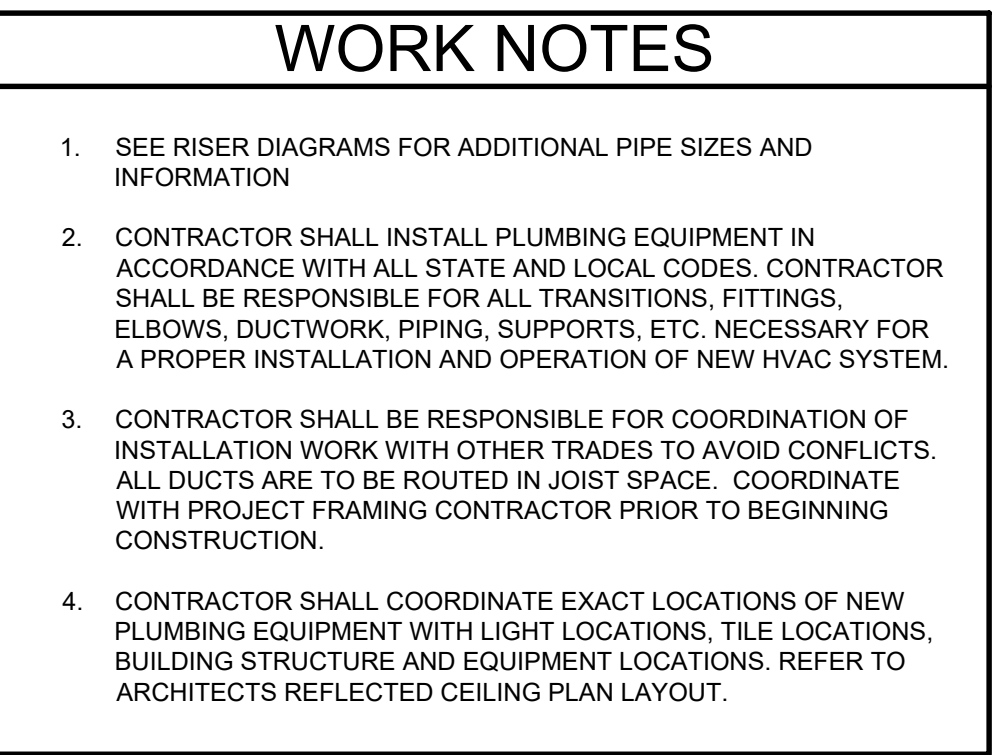 WORK NOTES
1. SEE RISER DIAGRAMS FOR ADDITIONAL PIPE SIZES AND
INFORMATION
2. CONTRACTOR SHALL INSTALL PLUMBING EQUIPMENT IN
ACCORDANCE WITH ALL STATE AND LOCAL CODES. CONTRACTOR
SHALL BE RESPONSIBLE FOR ALL TRANSITIONS, FITTINGS,
ELBOWS, DUCTWORK, PIPING, SUPPORTS, ETC. NECESSARY FOR
A PROPER INSTALLATION AND OPERATION OF NEW HVAC SYSTEM.
3. CONTRACTOR SHALL BE RESPONSIBLE FOR COORDINATION OF
INSTALLATION WORK WITH OTHER TRADES TO AVOID CONFLICTS.
ALL DUCTS ARE TO BE ROUTED IN JOIST SPACE.  COORDINATE
WITH PROJECT FRAMING CONTRACTOR PRIOR TO BEGINNING
CONSTRUCTION.
4. CONTRACTOR SHALL COORDINATE EXACT LOCATIONS OF NEW
PLUMBING EQUIPMENT WITH LIGHT LOCATIONS, TILE LOCATIONS,
BUILDING STRUCTURE AND EQUIPMENT LOCATIONS. REFER TO
ARCHITECTS REFLECTED CEILING PLAN LAYOUT.